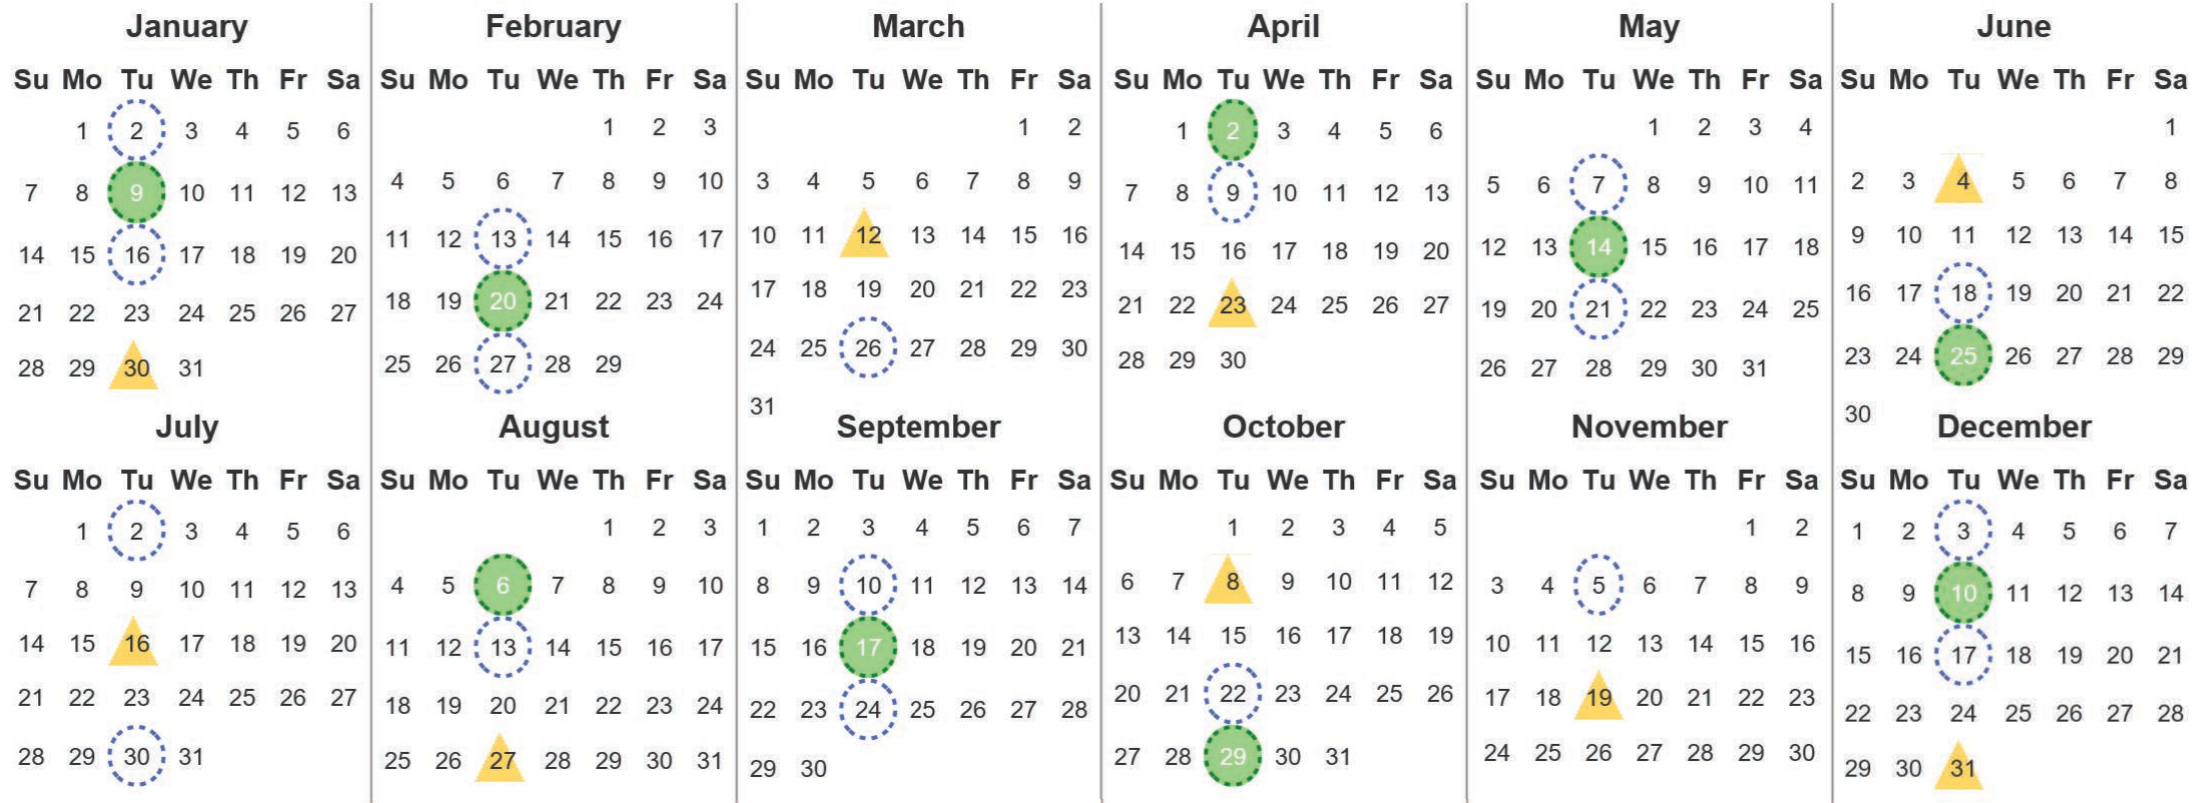 January February March April May June
Su Mo Tu We Th Fr Sa Su Mo Tu We Th Fr Sa Su Mo Tu We Th Fr Sa Su Mo Tu We Th Fr Sa Su Mo Tu We Th Fr Sa Su Mo Tu We Th Fr Sa
1 2 3 4 5 6 1 2 3 1 2 1 2 3 4 5 6 1 2 3 4 1
7 8 9 10 11 12 13 4 5 6 7 8 9 10 3 4 5 6 7 8 9 7 8 9 10 11 12 13 5 6 7 8 9 10 11 2 3 4 5 6 7 8
14 15 16 17 18 19 20 11 12 13 14 15 16 17 10 11 12 13 14 15 16 14 15 16 17 18 19 20 12 13 14 15 16 17 18 9 10 11 12 13 14 15
21 22 23 24 25 26 27 18 19 20 21 22 23 24 17 18 19 20 21 22 23 21 22 23 24 25 26 27 19 20 21 22 23 24 25 16 17 18 19 20 21 22
28 29 30 31 25 26 27 28 29 24 25 26 27 28 29 30 28 29 30 26 27 28 29 30 31 23 24 25 26 27 28 29
31 30
July August September October November December
Su Mo Tu We Th Fr Sa Su Mo Tu We Th Fr Sa Su Mo Tu We Th Fr Sa Su Mo Tu We Th Fr Sa Su Mo Tu We Th Fr Sa Su Mo Tu We Th Fr Sa
1 2 3 4 5 6 1 2 3 1 2 3 4 5 6 7 1 2 3 4 5 1 2 1 2 3 4 5 6 7
7 8 9 10 11 12 13 4 5 6 7 8 9 10 8 9 10 11 12 13 14 6 7 8 9 10 11 12 3 4 5 6 7 8 9 8 9 10 11 12 13 14
14 15 16 17 18 19 20 11 12 13 14 15 16 17 15 16 17 18 19 20 21 13 14 15 16 17 18 19 10 11 12 13 14 15 16 15 16 17 18 19 20 21
21 22 23 24 25 26 27 18 19 20 21 22 23 24 22 23 24 25 26 27 28 20 21 22 23 24 25 26 17 18 19 20 21 22 23 22 23 24 25 26 27 28
28 29 30 31 25 26 27 28 29 30 31 29 30 27 28 29 30 31 24 25 26 27 28 29 30 29 30 31